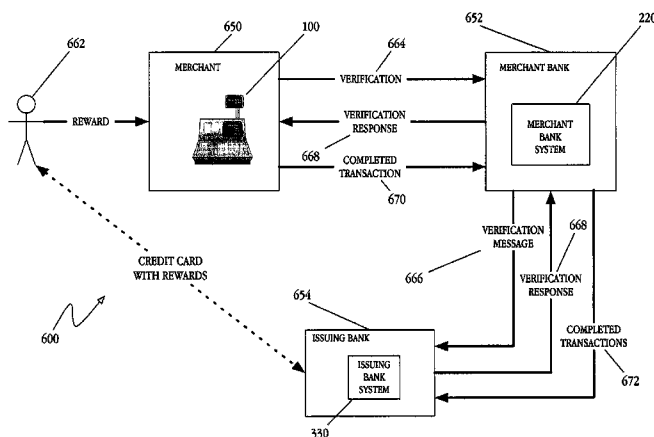 662
650
100
664
652
220
MERCHANT
VERIFICATION
MERCHANT BANK
REWARD
VERIFICATION
RESPONSE
MERCHANT
BANK
SYSTEM
668
COMPLETED
TRANSACTION
670
VERIFICATION
MESSAGE
668
666
VERIFICATION
RESPONSE
CREDIT CARD
WITH REWARDS
654
600
ISSUING BANK
COMPLETED
TRANSACTIONS
ISSUING
BANK
SYSTEM
672
330